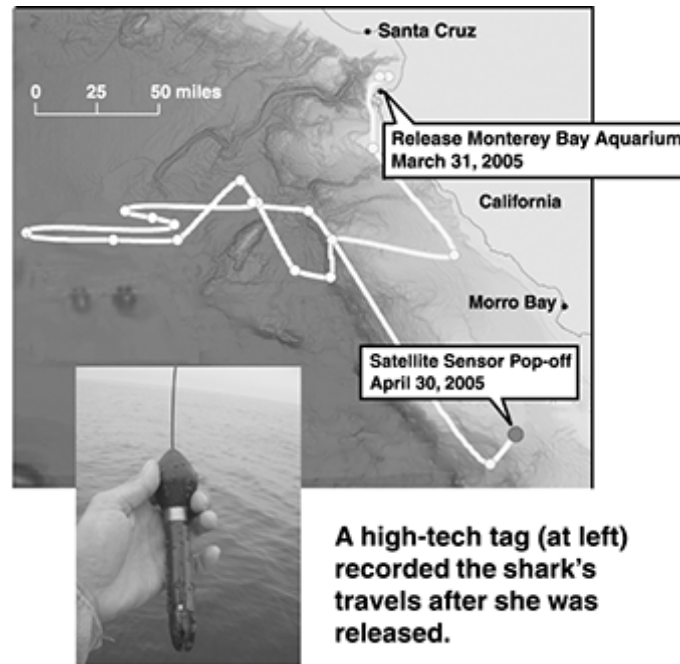 Santa Cruz
0 25 50 miles
Release Monterey Bay Aquarium
March 31, 2005
California
Morro Bay
Satellite Sensor Pop-off
April 30, 2005
A high-tech tag (at left)
recorded the shark's
travels after she was
released.